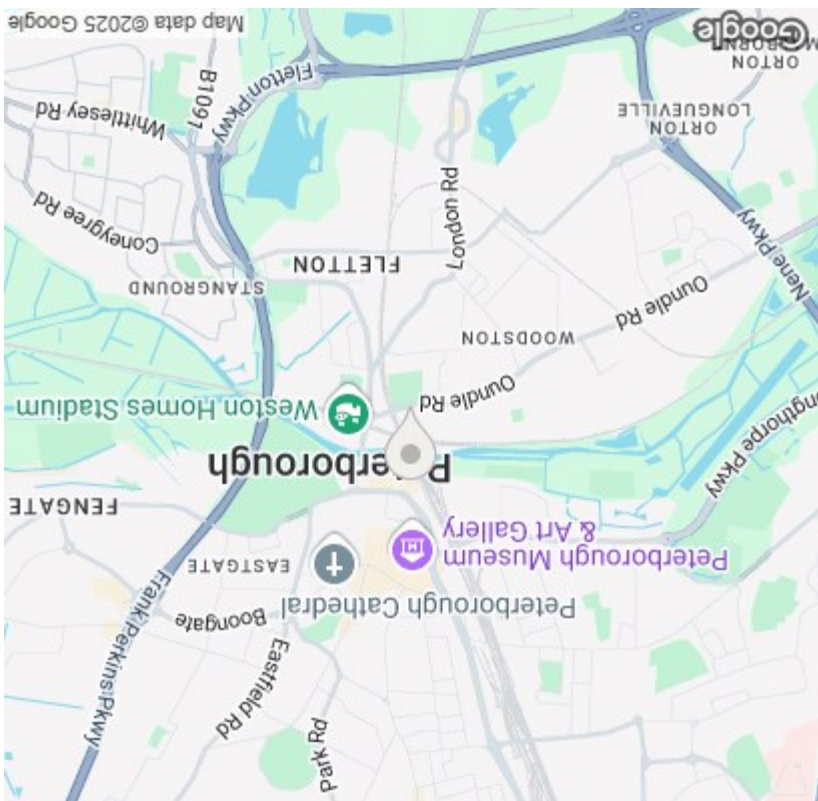 Park Rd
Eastfield Rd
Boongate
Frank Perkins Pkwy
Peterborough Cathedral
EASTGATE
Peterborough Museum
& Art Gallery
FENGATE
Longthorpe Pkwy
Peterborough
Weston Homes Stadium
Oundle Rd
WOODSTON
Oundle Rd
Nene Pkwy
STANGROUND
FLETTON
London Rd
Coneygree Rd
Whittlesey Rd
B1091
Fletton Pkwy
ORTON
LONGUEVILLE
ORTON
Google
Map data ©2025 Google